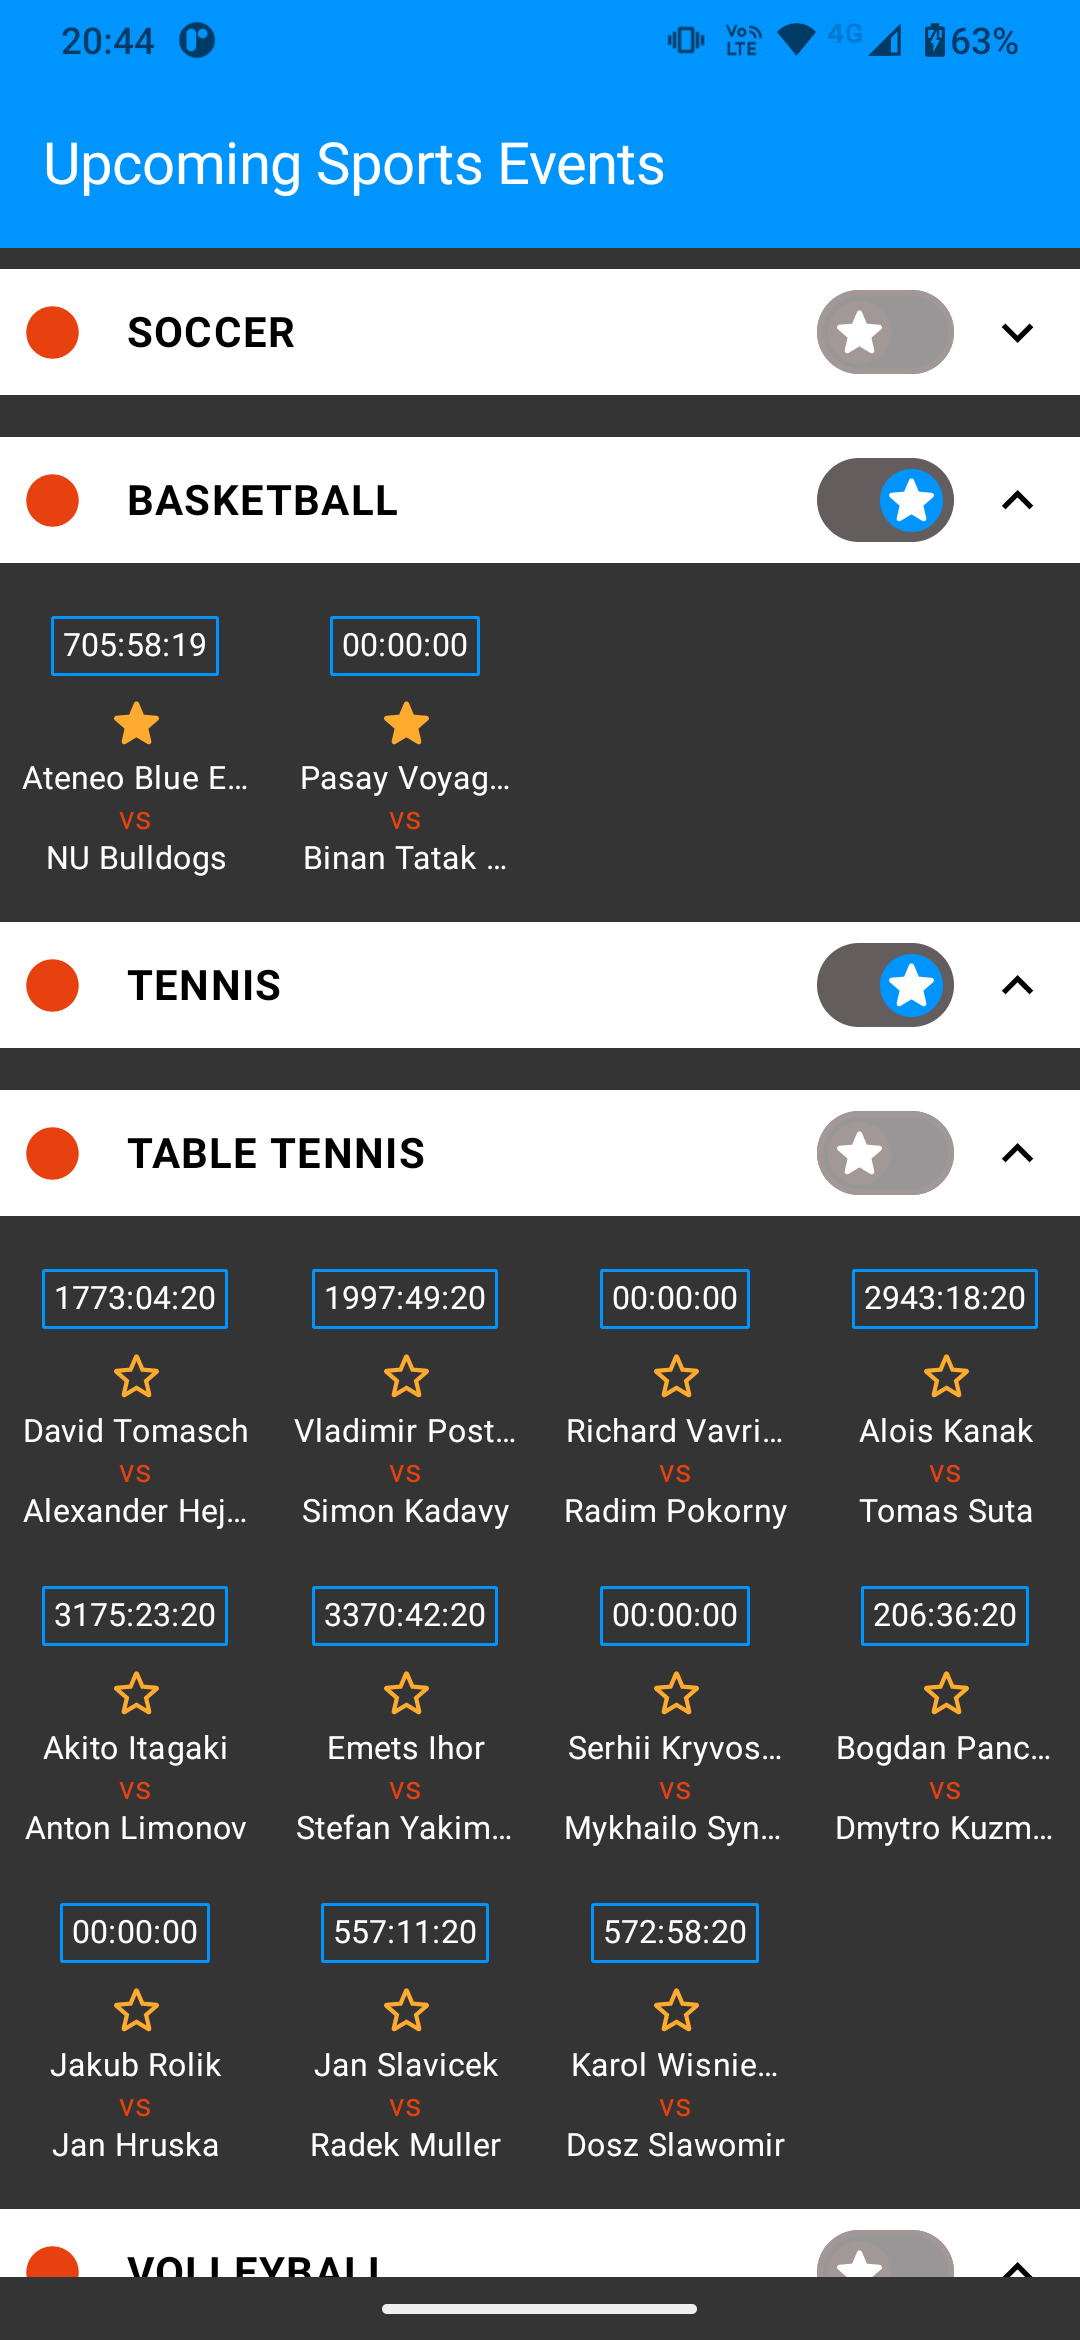 20:44
Vo LTE
4G
63%
Upcoming Sports Events
SOCCER
BASKETBALL
705:58:19 00:00:00
Ateneo Blue E... Pasay Voyag...
VS VS
NU Bulldogs Binan Tatak ...
TENNIS
TABLE TENNIS
1773:04:20 1997:49:20 00:00:00 2943:18:20
David Tomasch Vladimir Post... Richard Vavri... Alois Kanak
VS VS VS VS
Alexander Hej... Simon Kadavy Radim Pokorny Tomas Suta
3175:23:20 3370:42:20 00:00:00 206:36:20
Akito Itagaki Emets Ihor Serhii Kryvos... Bogdan Panc...
VS VS VS VS
Anton Limonov Stefan Yakim... Mykhailo Syn... Dmytro Kuzm...
00:00:00 557:11:20 572:58:20
Jakub Rolik Jan Slavicek Karol Wisnie...
VS VS VS
Jan Hruska Radek Muller Dosz Slawomir
VOLLEYBALL